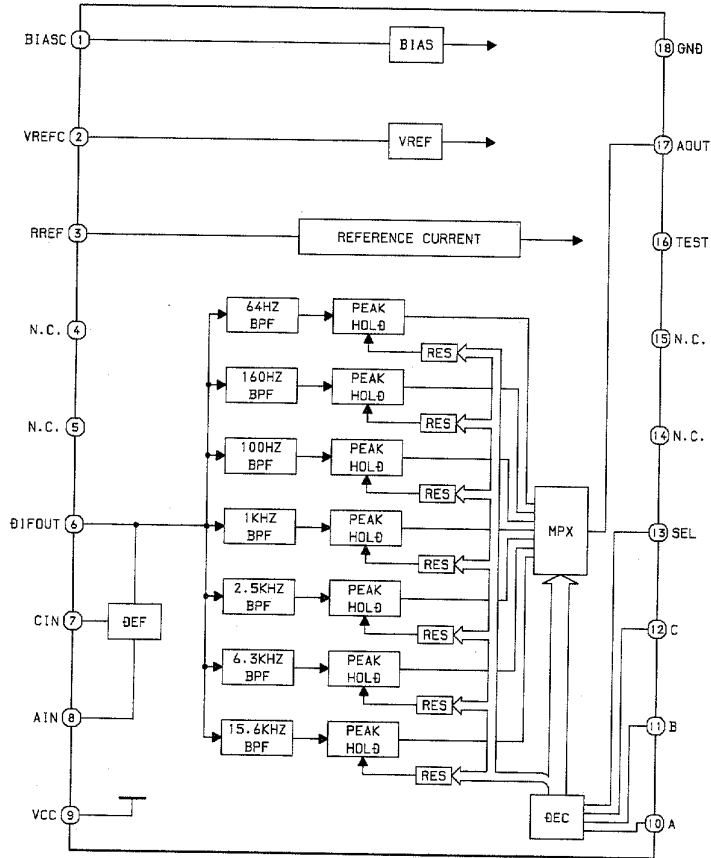 BIASC 1
BIAS
18 GND
VREFC 2
VREF
17 AOUT
RREF 3
REFERENCE CURRENT
16 TEST
N.C. 4
64HZ
BPF
PEAK
HOLD
RES
15 N.C.
160HZ
BPF
PEAK
HOLD
RES
N.C. 5
14 N.C.
100HZ
BPF
PEAK
HOLD
RES
DIFOUT 6
1KHZ
BPF
PEAK
HOLD
RES
MPX
13 SEL
CIN 7
DEF
2.5KHZ
BPF
PEAK
HOLD
RES
12 C
6.3KHZ
BPF
PEAK
HOLD
RES
AIN 8
15.6KHZ
BPF
PEAK
HOLD
RES
11 B
VCC 9
DEC
10 A